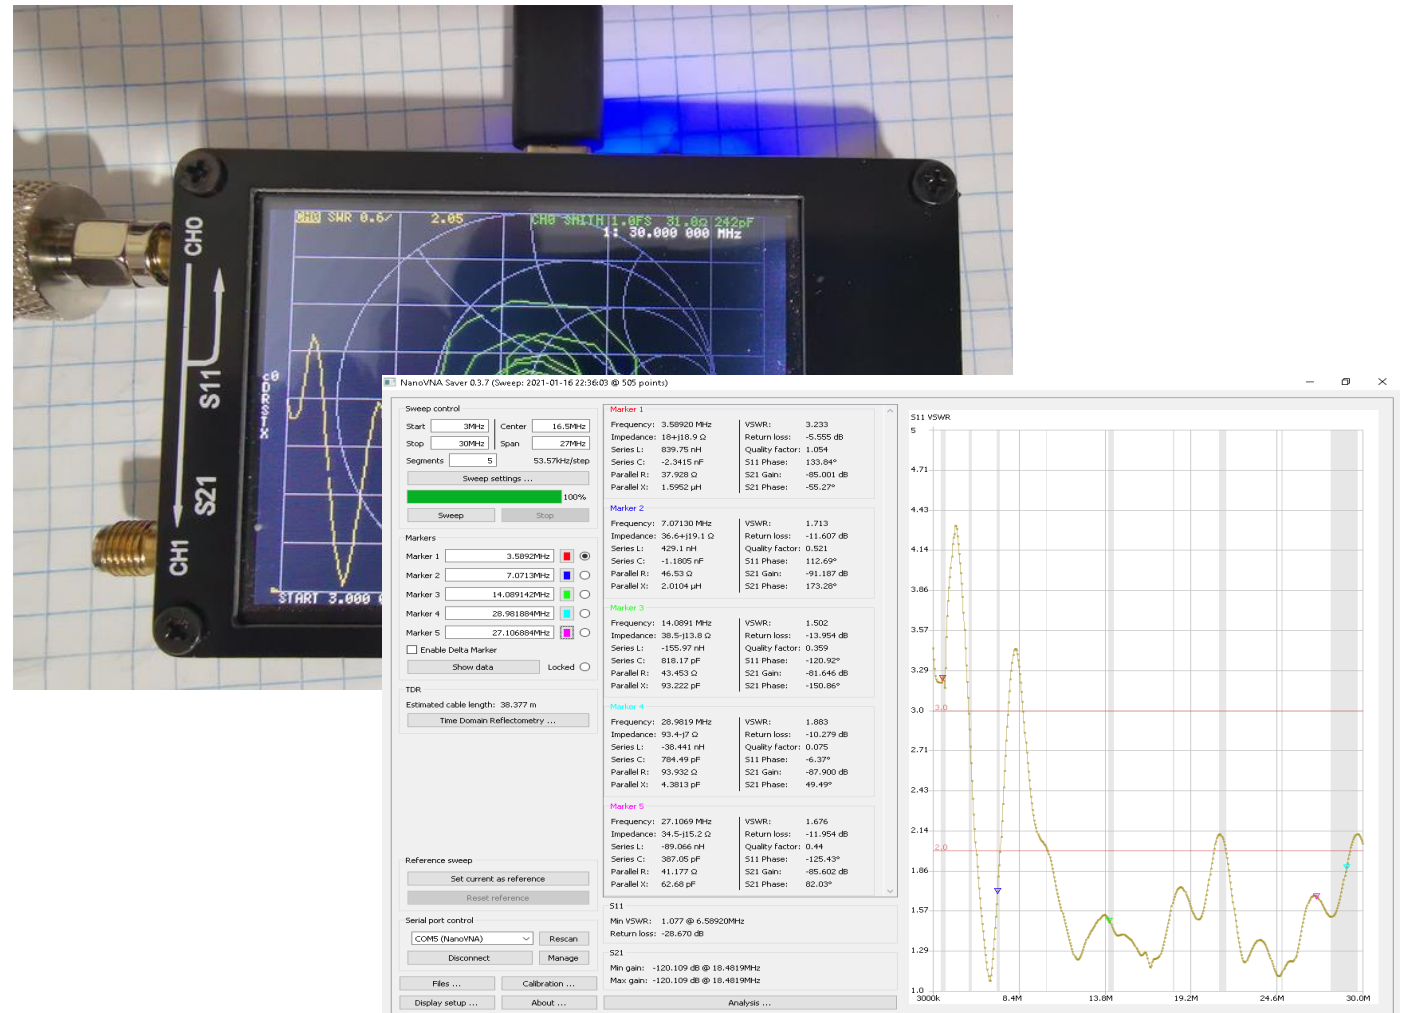 CH0 SWR 0.6/ 2.05 CH0 SMITH 1.0FS 31.0Ω 242pF
1: 30.000 000 MHz
CH0
S11
S21
CH1
c0
D
R
S
T
X
START 3.000
NanoVNA Saver 0.3.7 (Sweep: 2021-01-16 22:36:03 @ 505 points)
Sweep control
Start 3MHz Center 16.5MHz
Stop 30MHz Span 27MHz
Segments 5 53.57kHz/step
Sweep settings ...
100%
Sweep Stop
Markers
Marker 1 3.5892MHz
Marker 2 7.0713MHz
Marker 3 14.089142MHz
Marker 4 28.981884MHz
Marker 5 27.106884MHz
Enable Delta Marker
Show data Locked
TDR
Estimated cable length: 38.377 m
Time Domain Reflectometry ...
Reference sweep
Set current as reference
Reset reference
Serial port control
COM5 (NanoVNA) Rescan
Disconnect Manage
Files ... Calibration ...
Display setup ... About ...
Marker 1
Frequency: 3.58920 MHz VSWR: 3.233
Impedance: 18+j18.9 Ω Return loss: -5.555 dB
Series L: 839.75 nH Quality factor: 1.054
Series C: -2.3415 nF S11 Phase: 133.84°
Parallel R: 37.928 Ω S21 Gain: -85.001 dB
Parallel X: 1.5952 µH S21 Phase: -55.27°
Marker 2
Frequency: 7.07130 MHz VSWR: 1.713
Impedance: 36.6+j19.1 Ω Return loss: -11.607 dB
Series L: 429.1 nH Quality factor: 0.521
Series C: -1.1805 nF S11 Phase: 112.69°
Parallel R: 46.53 Ω S21 Gain: -91.187 dB
Parallel X: 2.0104 µH S21 Phase: 173.28°
Marker 3
Frequency: 14.0891 MHz VSWR: 1.502
Impedance: 38.5-j13.8 Ω Return loss: -13.954 dB
Series L: -155.97 nH Quality factor: 0.359
Series C: 818.17 pF S11 Phase: -120.92°
Parallel R: 43.453 Ω S21 Gain: -81.646 dB
Parallel X: 93.222 pF S21 Phase: -150.86°
Marker 4
Frequency: 28.9819 MHz VSWR: 1.883
Impedance: 93.4-j7 Ω Return loss: -10.279 dB
Series L: -38.441 nH Quality factor: 0.075
Series C: 784.49 pF S11 Phase: -6.37°
Parallel R: 93.932 Ω S21 Gain: -87.900 dB
Parallel X: 4.3813 pF S21 Phase: 49.49°
Marker 5
Frequency: 27.1069 MHz VSWR: 1.676
Impedance: 34.5-j15.2 Ω Return loss: -11.954 dB
Series L: -89.066 nH Quality factor: 0.44
Series C: 387.05 pF S11 Phase: -125.43°
Parallel R: 41.177 Ω S21 Gain: -85.602 dB
Parallel X: 62.68 pF S21 Phase: 82.03°
S11
Min VSWR: 1.077 @ 6.58920MHz
Return loss: -28.670 dB
S21
Min gain: -120.109 dB @ 18.4819MHz
Max gain: -120.109 dB @ 18.4819MHz
Analysis ...
S11 VSWR
5
4.71
4.43
4.14
3.86
3.57
3.29
3.0 3.0
2.71
2.43
2.14
2.0
1.86
1.57
1.29
1.0
3000k 8.4M 13.8M 19.2M 24.6M 30.0M